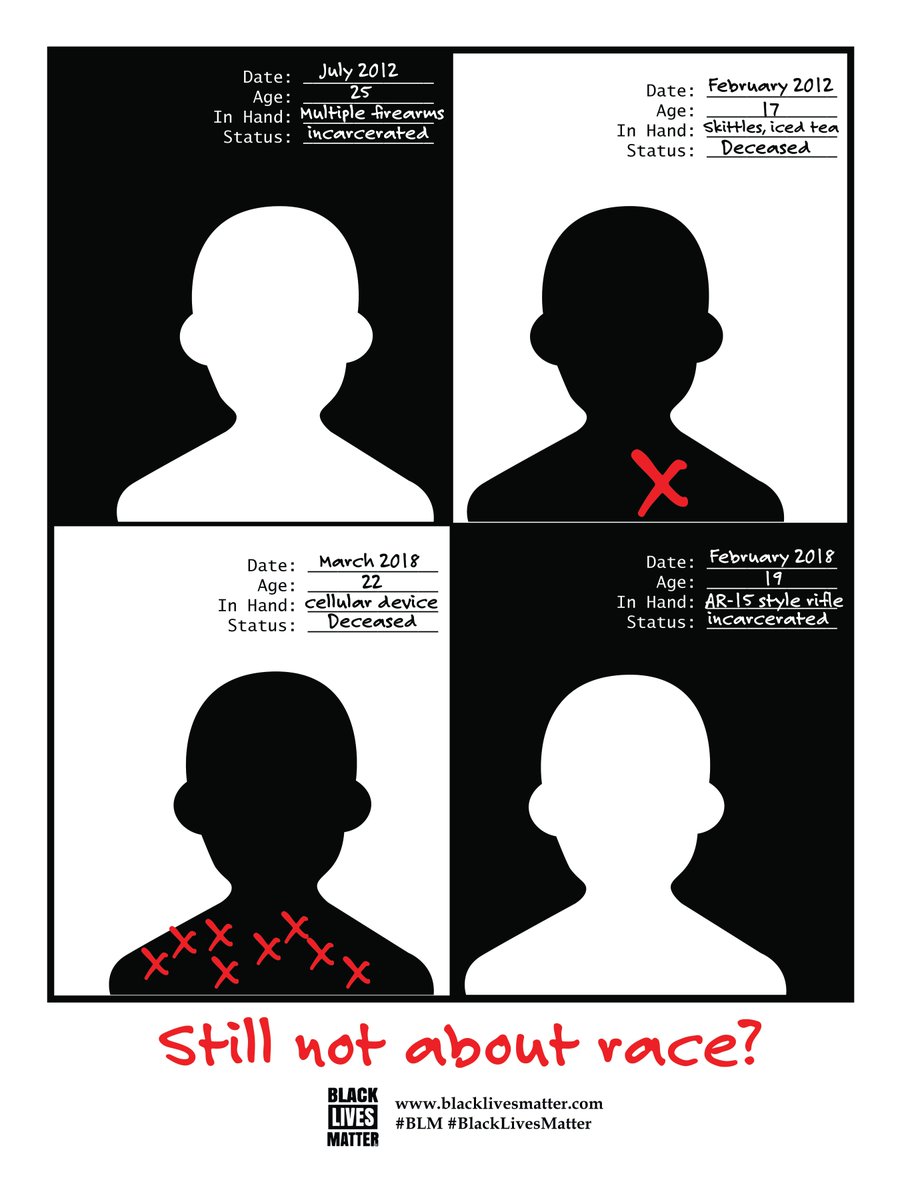 Date: July 2012
Age: 25
In Hand: Multiple firearms
Status: incarcerated
Date: February 2012
Age: 17
In Hand: Skittles, iced tea
Status: Deceased
Date: March 2018
Age: 22
In Hand: cellular device
Status: Deceased
Date: February 2018
Age: 19
In Hand: AR-15 style rifle
Status: incarcerated
Still not about race?
BLACK
LIVES
MATTER
www.blacklivesmatter.com
#BLM #BlackLivesMatter